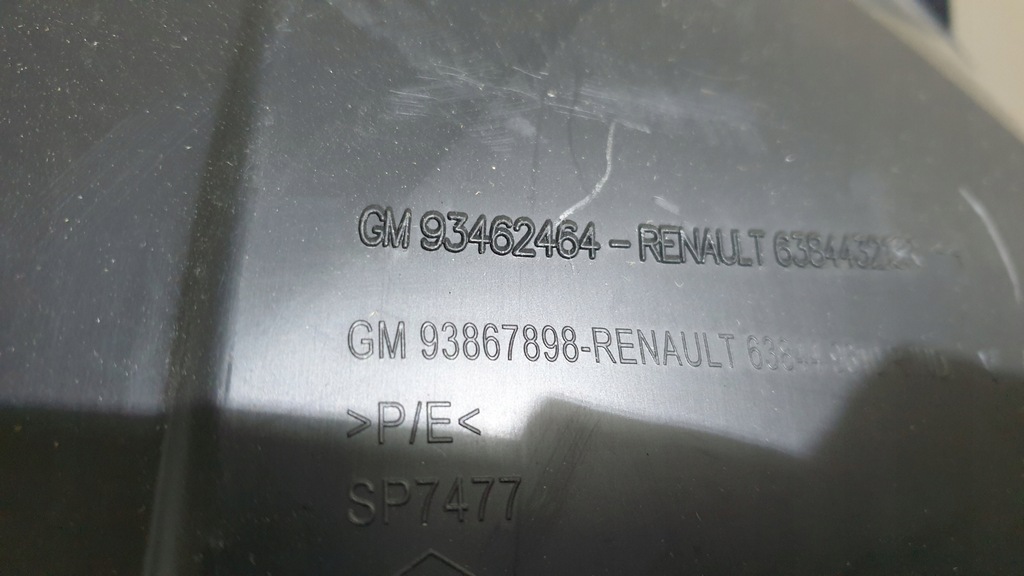 GM 93462464 - RENAULT
GM 93867898-RENAULT
>P/E<
SP7477